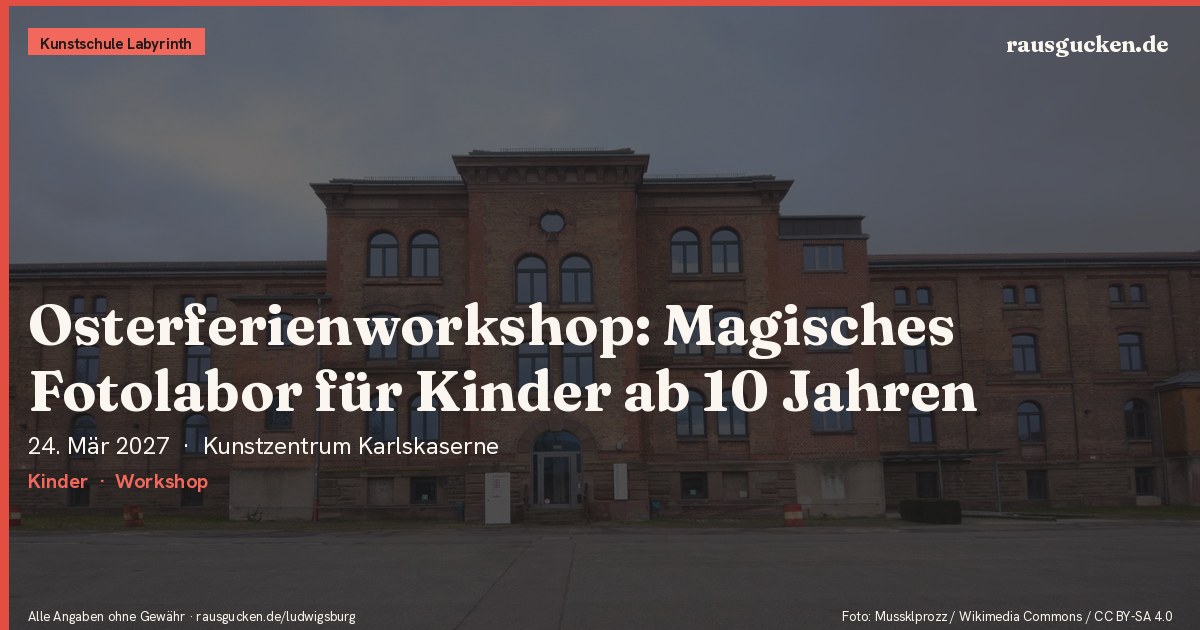 Kunstschule Labyrinth
rausgucken.de
Osterferienworkshop: Magisches
Fotolabor für Kinder ab 10 Jahren
24. Mär 2027 · Kunstzentrum Karlskaserne
Kinder · Workshop
Alle Angaben ohne Gewähr · rausgucken.de/ludwigsburg
Foto: Mussklprozz / Wikimedia Commons / CC BY-SA 4.0